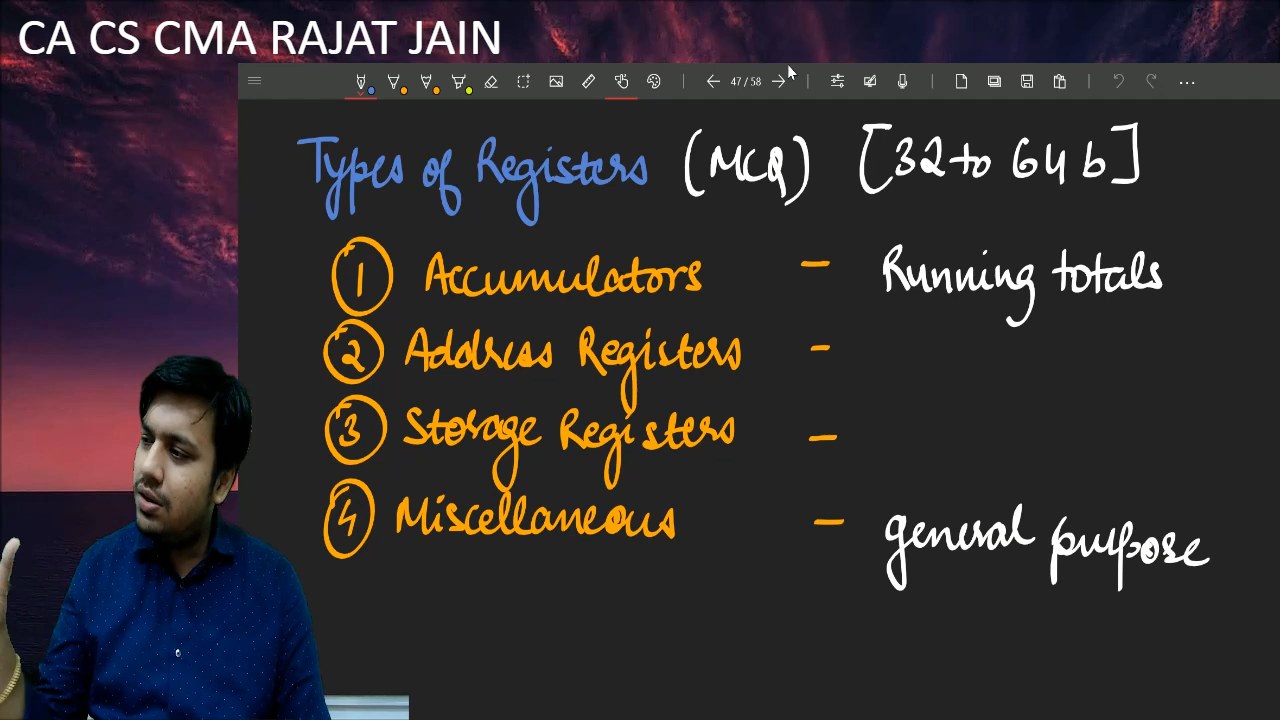 CA CS CMA RAJAT JAIN
47/58
Types of Registers (MCQ) [32 to 64 b]
① Accumulators - Running totals
② Address Registers -
③ Storage Registers -
④ Miscellaneous - general purpose